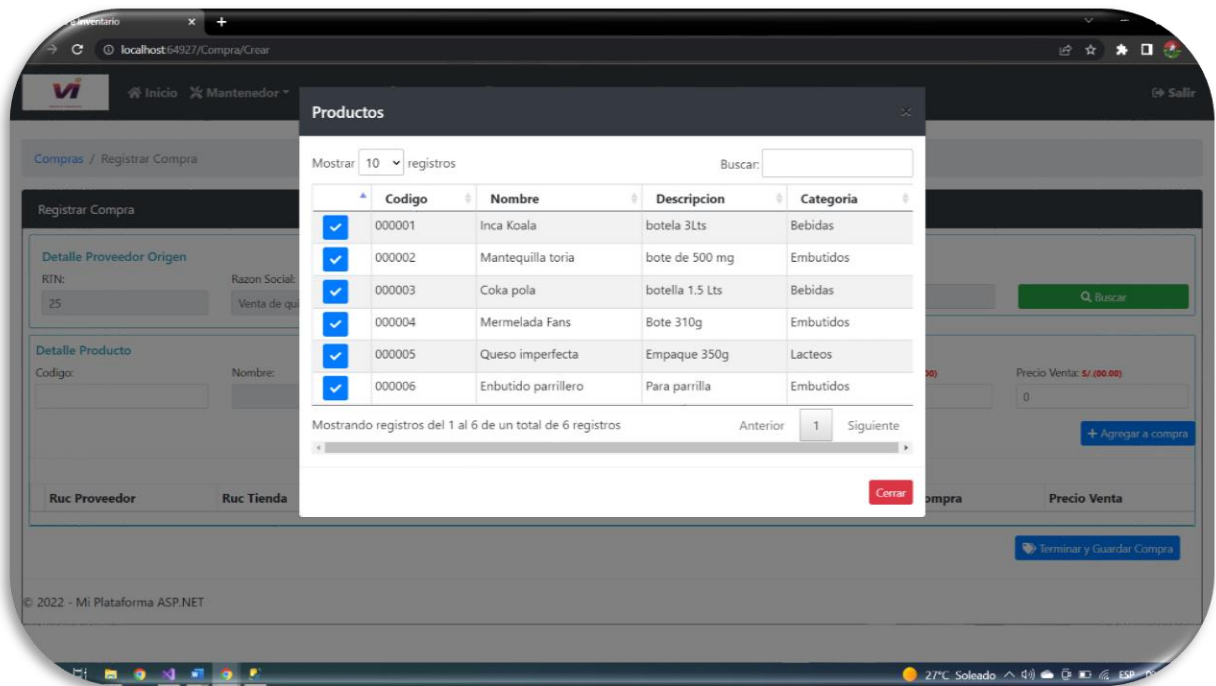 e inventario
localhost:64927/Compra/Crear
Vi
Inicio Mantenedor
Salir
Productos
Compras / Registrar Compra
Mostrar 10 registros Buscar:
Codigo Nombre Descripcion Categoria
000001 Inca Koala botela 3Lts Bebidas
000002 Mantequilla toria bote de 500 mg Embutidos
000003 Coka pola botella 1.5 Lts Bebidas
000004 Mermelada Fans Bote 310g Embutidos
000005 Queso imperfecta Empaque 350g Lacteos
000006 Enbutido parrillero Para parrilla Embutidos
Mostrando registros del 1 al 6 de un total de 6 registros Anterior 1 Siguiente
Cerrar
Registrar Compra
Detalle Proveedor Origen
RTN: Razon Social:
25 Venta de qui
Buscar
Detalle Producto
Codigo: Nombre: 00) Precio Venta: S/.(00.00)
0
Agregar a compra
Ruc Proveedor Ruc Tienda ompra Precio Venta
Terminar y Guardar Compra
© 2022 - Mi Plataforma ASP.NET
27°C Soleado ESP